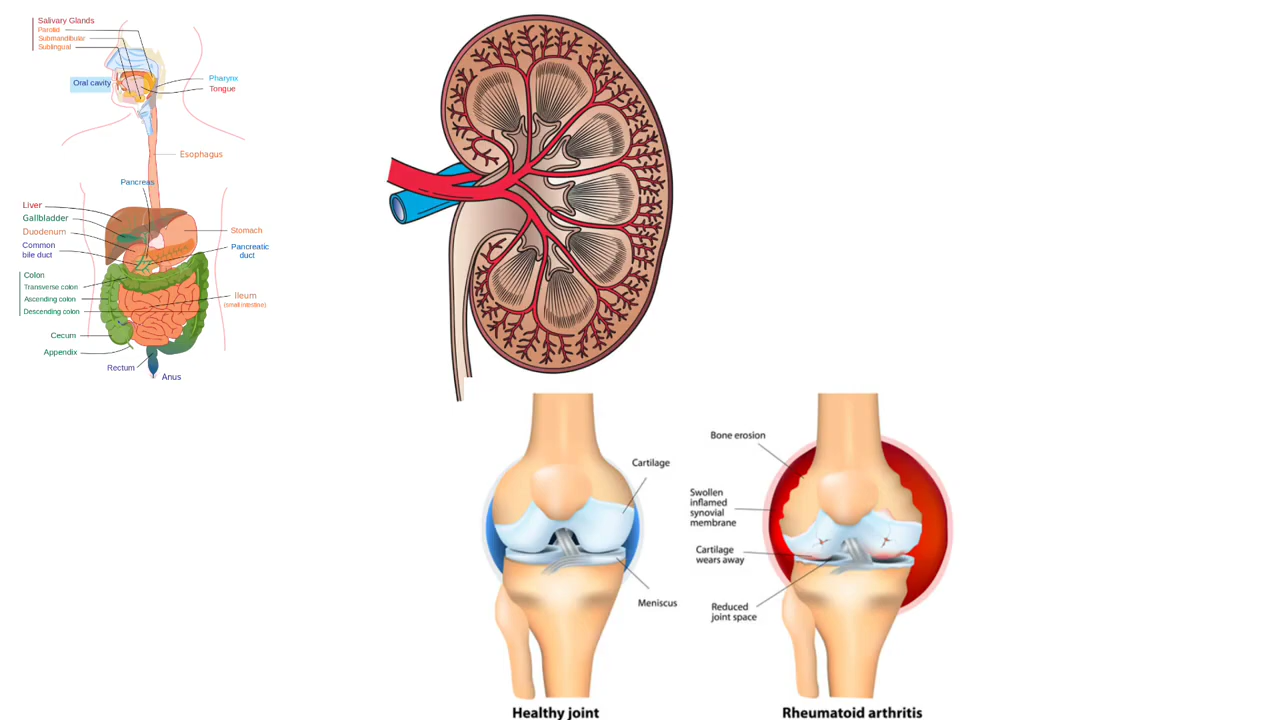 Salivary Glands
Parotid
Submandibular
Sublingual
Oral cavity
Pharynx
Tongue
Esophagus
Pancreas
Liver
Gallbladder
Duodenum
Common
bile duct
Stomach
Pancreatic
duct
Colon
Transverse colon
Ascending colon
Descending colon
Ileum
(small intestine)
Cecum
Appendix
Rectum
Anus
Cartilage
Meniscus
Healthy joint
Bone erosion
Swollen
inflamed
synovial
membrane
Cartilage
wears away
Reduced
joint space
Rheumatoid arthritis